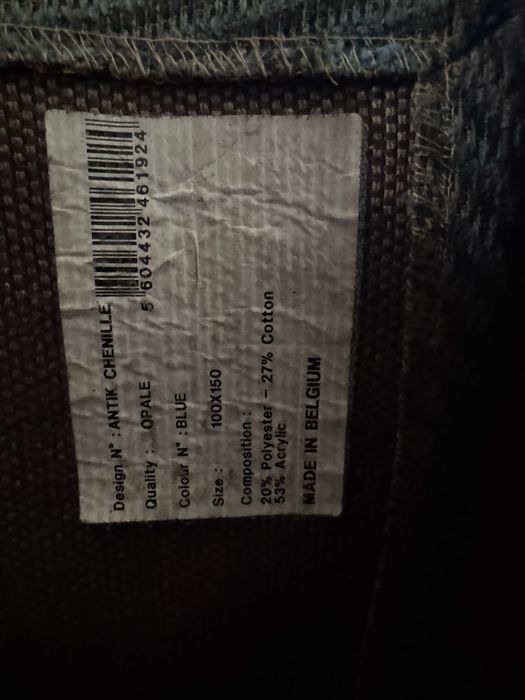 Design N° : ANTIK CHENILLE
Quality : OPALE
5 604432 461924
Colour N° : BLUE
Size : 100X150
Composition :
20% Polyester - 27% Cotton
53% Acrylic
MADE IN BELGIUM